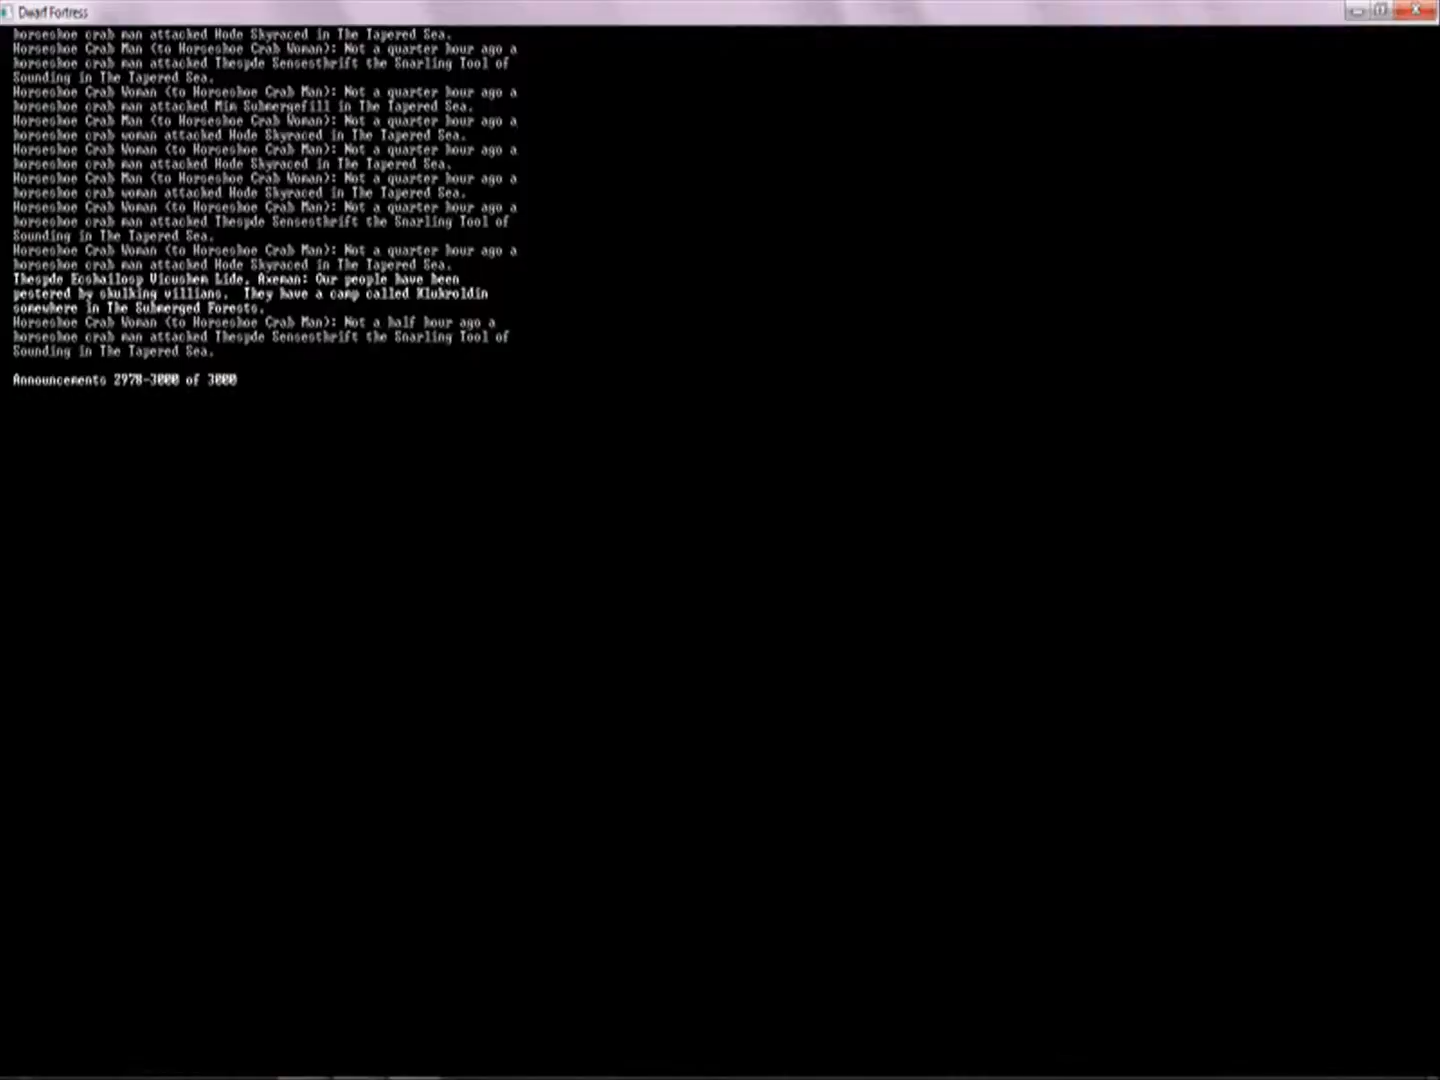 Dwarf Fortress
horseshoe crab man attacked Hode Skyraced in The Tapered Sea.
Horseshoe Crab Man (to Horseshoe Crab Woman): Not a quarter hour ago a
horseshoe crab man attacked Thespde Sensesthrift the Snarling Tool of
Sounding in The Tapered Sea.
Horseshoe Crab Woman (to Horseshoe Crab Man): Not a quarter hour ago a
horseshoe crab man attacked Mim Submergefill in The Tapered Sea.
Horseshoe Crab Man (to Horseshoe Crab Woman): Not a quarter hour ago a
horseshoe crab woman attacked Hode Skyraced in The Tapered Sea.
Horseshoe Crab Woman (to Horseshoe Crab Man): Not a quarter hour ago a
horseshoe crab man attacked Hode Skyraced in The Tapered Sea.
Horseshoe Crab Man (to Horseshoe Crab Woman): Not a quarter hour ago a
horseshoe crab woman attacked Hode Skyraced in The Tapered Sea.
Horseshoe Crab Woman (to Horseshoe Crab Man): Not a quarter hour ago a
horseshoe crab man attacked Thespde Sensesthrift the Snarling Tool of
Sounding in The Tapered Sea.
Horseshoe Crab Woman (to Horseshoe Crab Man): Not a quarter hour ago a
horseshoe crab man attacked Hode Skyraced in The Tapered Sea.
Thespde Lide, Axeman: Our people have been
pestered by skulking villians. They have a camp called Klukroldin
somewhere in The Submerged Forests.
Horseshoe Crab Woman (to Horseshoe Crab Man): Not a half hour ago a
horseshoe crab man attacked Thespde Sensesthrift the Snarling Tool of
Sounding in The Tapered Sea.
Announcements 2978-3000 of 3000